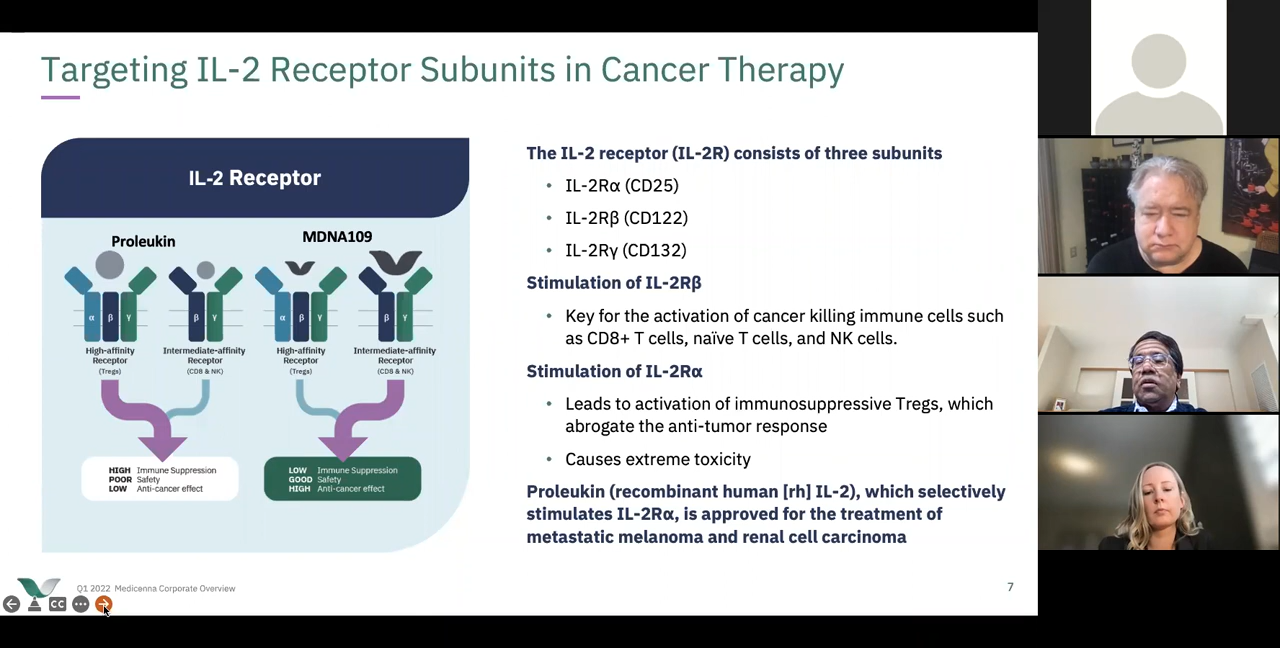 Targeting IL-2 Receptor Subunits in Cancer Therapy
IL-2 Receptor
Proleukin
MDNA109
α β γ
β γ
α β γ
β γ
High-affinity
Receptor
(Tregs)
Intermediate-affinity
Receptor
(CD8 & NK)
High-affinity
Receptor
(Tregs)
Intermediate-affinity
Receptor
(CD8 & NK)
HIGH Immune Suppression
POOR Safety
LOW Anti-cancer effect
LOW Immune Suppression
GOOD Safety
HIGH Anti-cancer effect
The IL-2 receptor (IL-2R) consists of three subunits
• IL-2Rα (CD25)
• IL-2Rβ (CD122)
• IL-2Rγ (CD132)
Stimulation of IL-2Rβ
• Key for the activation of cancer killing immune cells such
as CD8+ T cells, naïve T cells, and NK cells.
Stimulation of IL-2Rα
• Leads to activation of immunosuppressive Tregs, which
abrogate the anti-tumor response
• Causes extreme toxicity
Proleukin (recombinant human [rh] IL-2), which selectively
stimulates IL-2Rα, is approved for the treatment of
metastatic melanoma and renal cell carcinoma
Q1 2022 Medicenna Corporate Overview
7
CC